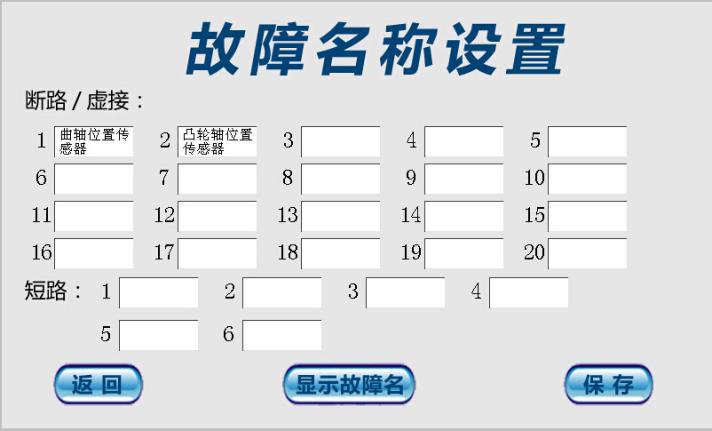 故障名称设置
断路/虚接：
1 曲轴位置传感器 2 凸轮轴位置传感器 3 4 5
6 7 8 9 10
11 12 13 14 15
16 17 18 19 20
短路： 1 2 3 4
5 6
返回 显示故障名 保存